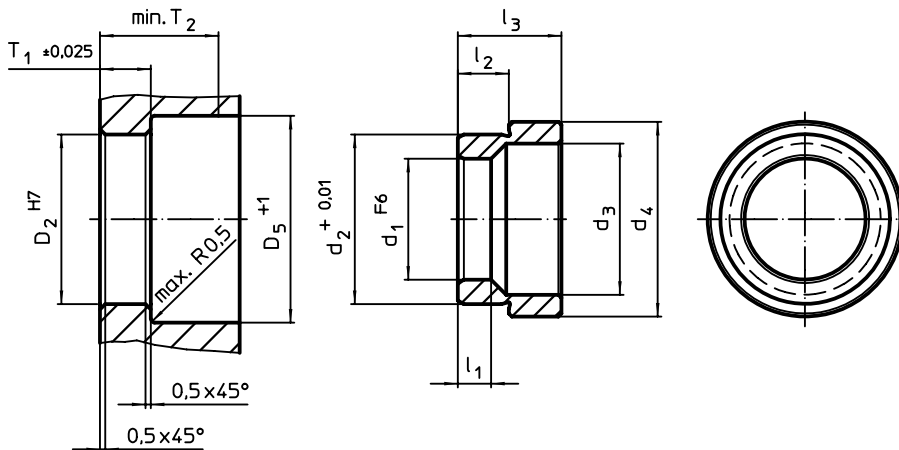 min. T2
T1 ±0,025
D2 H7
D5 +1
max. R0,5
0,5x45°
0,5x45°
l3
l2
d2 + 0,01
d1 F6
d3
d4
l1